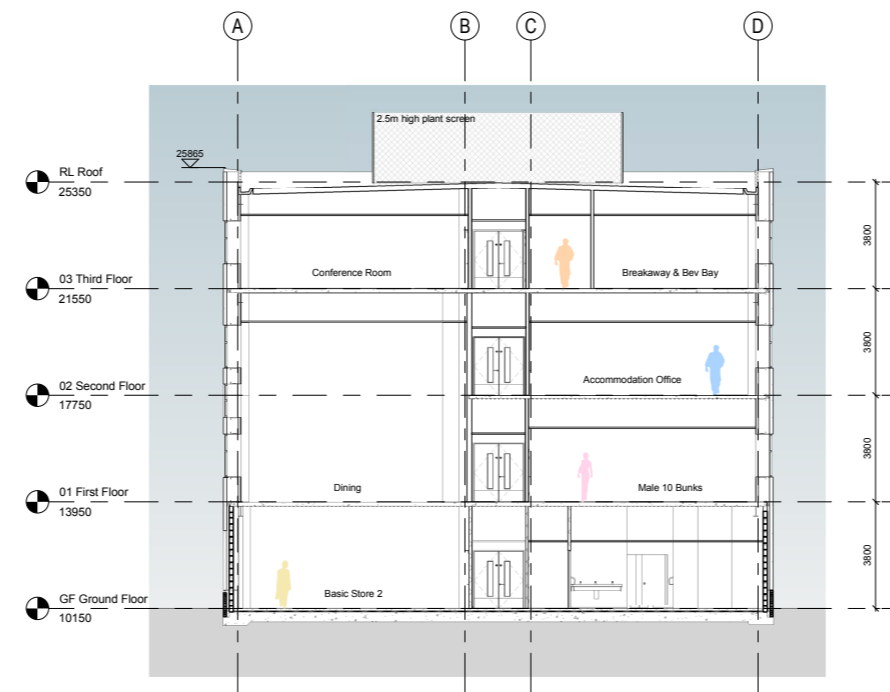 A
B
C
D
2.5m high plant screen
25865
RL Roof
25350
3800
Conference Room
Breakaway & Bev Bay
03 Third Floor
21550
3800
Accommodation Office
02 Second Floor
17750
3800
Dining
Male 10 Bunks
01 First Floor
13950
3800
Basic Store 2
GF Ground Floor
10150